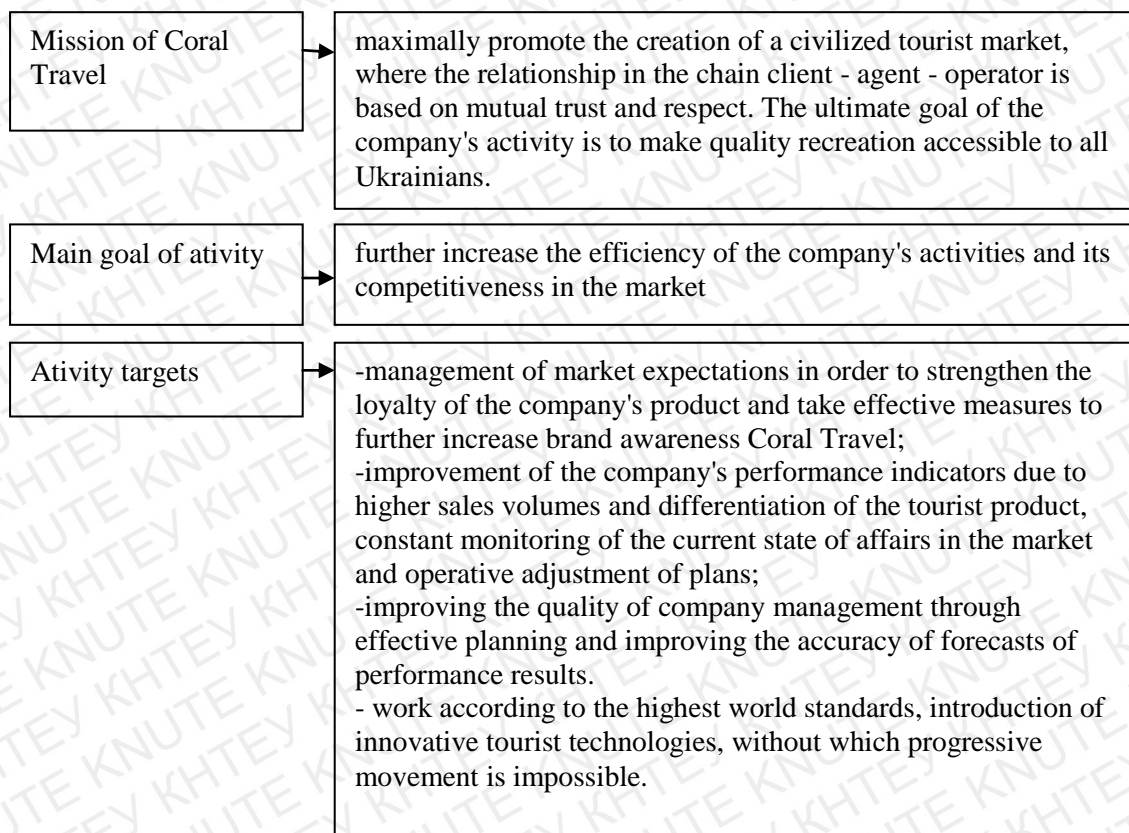 Mission of Coral
Travel
maximally promote the creation of a civilized tourist market,
where the relationship in the chain client - agent - operator is
based on mutual trust and respect. The ultimate goal of the
company's activity is to make quality recreation accessible to all
Ukrainians.
Main goal of ativity
further increase the efficiency of the company's activities and its
competitiveness in the market
Ativity targets
-management of market expectations in order to strengthen the
loyalty of the company's product and take effective measures to
further increase brand awareness Coral Travel;
-improvement of the company's performance indicators due to
higher sales volumes and differentiation of the tourist product,
constant monitoring of the current state of affairs in the market
and operative adjustment of plans;
-improving the quality of company management through
effective planning and improving the accuracy of forecasts of
performance results.
- work according to the highest world standards, introduction of
innovative tourist technologies, without which progressive
movement is impossible.